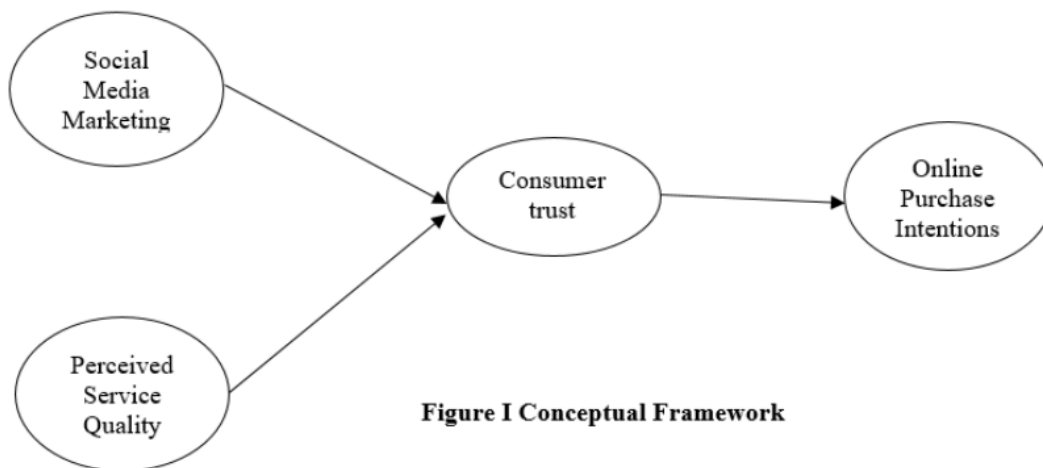 Social
Media
Marketing
Consumer
trust
Online
Purchase
Intentions
Perceived
Service
Quality
Figure I Conceptual Framework